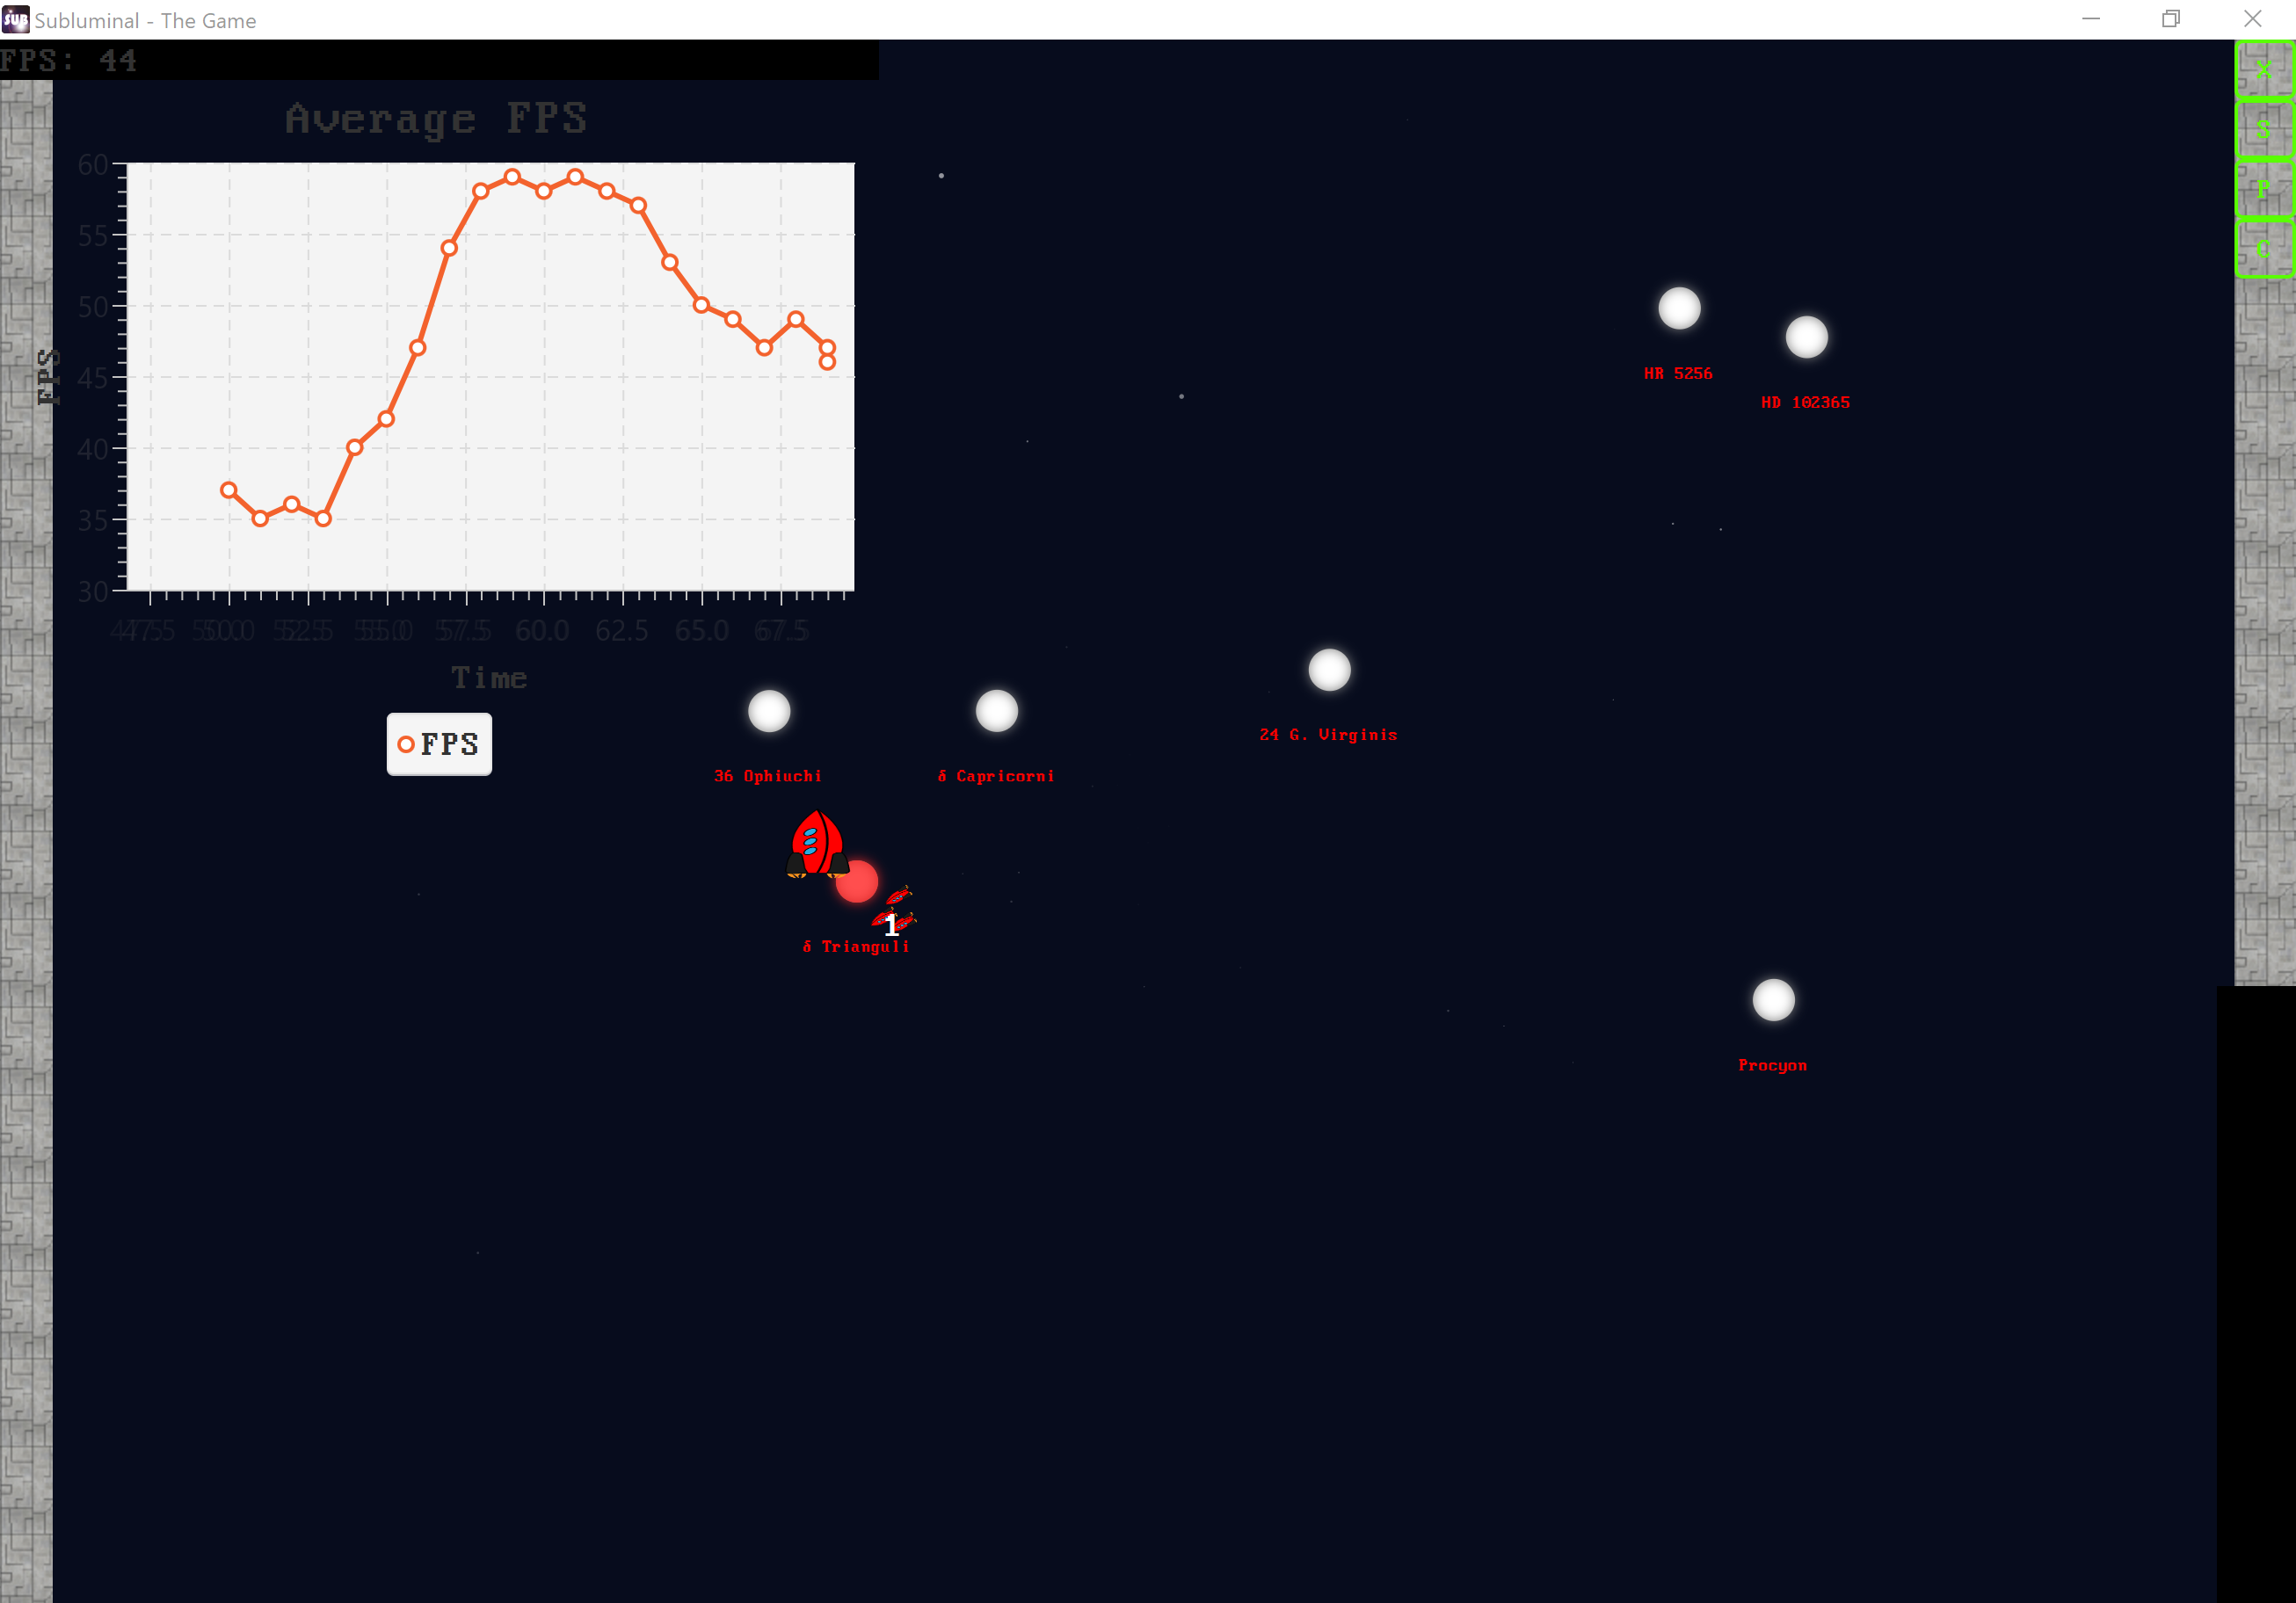 SUB Subluminal - The Game
FPS: 44
X
S
P
C
Average FPS
60
55
50
45
40
35
30
FPS
47.5 50.0 52.5 55.0 57.5 60.0 62.5 65.0 67.5
Time
FPS
HR 5256
HD 102365
24 G. Virginis
36 Ophiuchi
δ Capricorni
1
δ Trianguli
Procyon